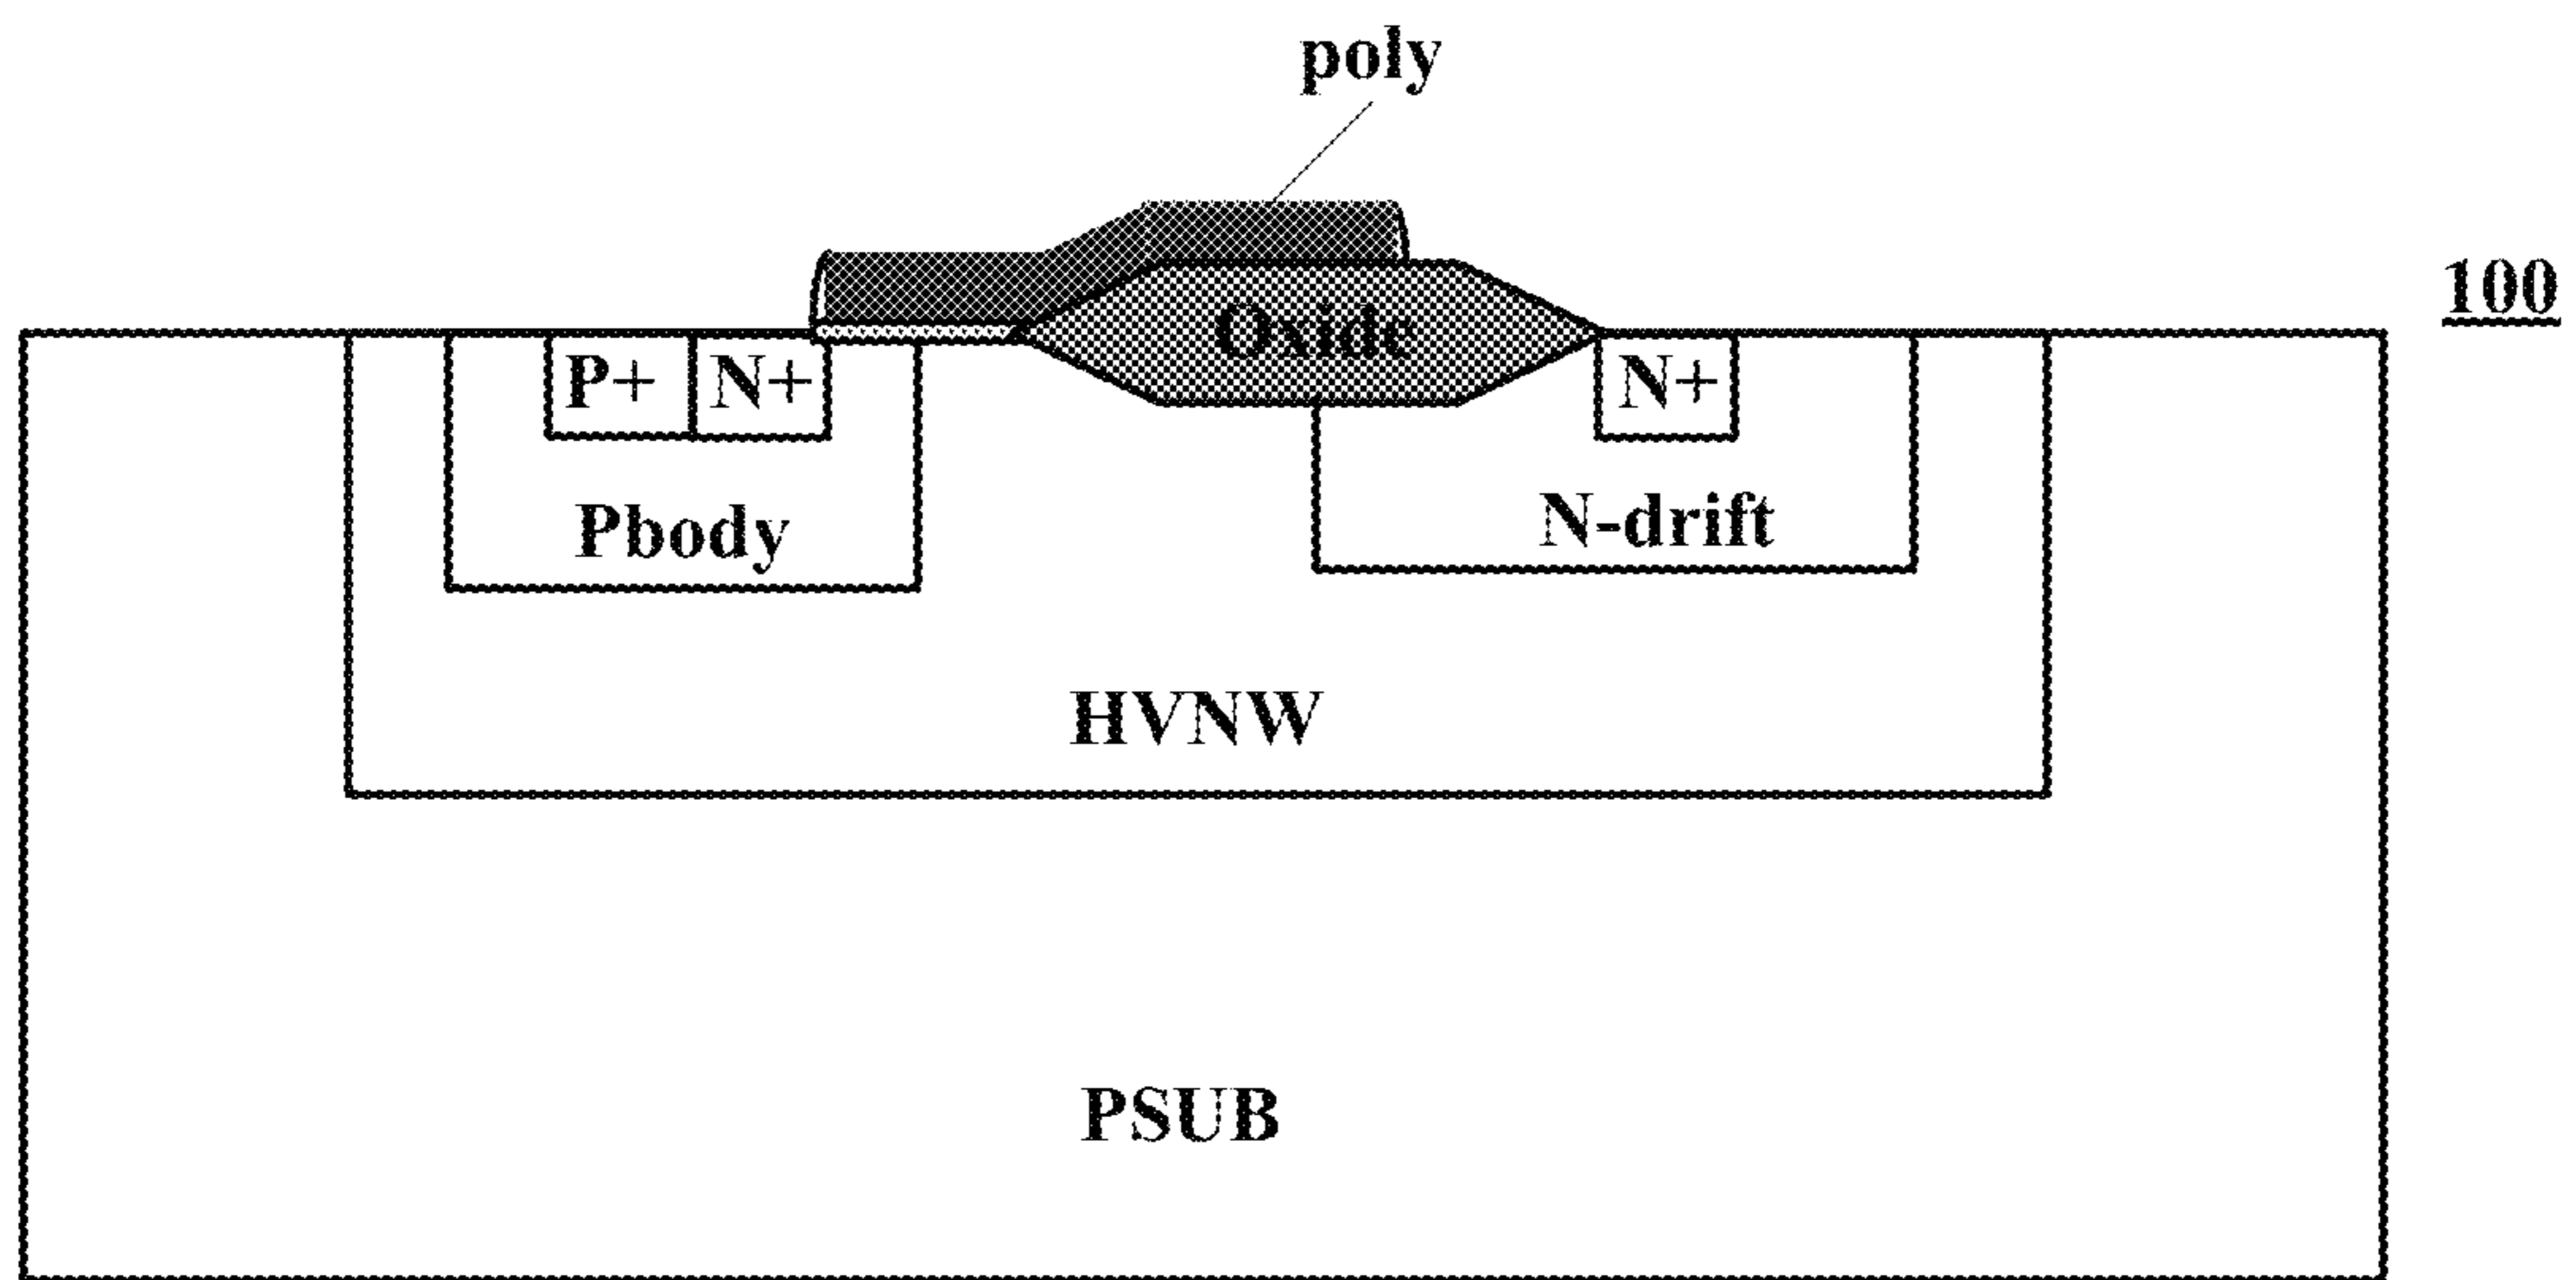 poly
100
Oxide
P+ N+ N+
Pbody N-drift
HVNW
PSUB